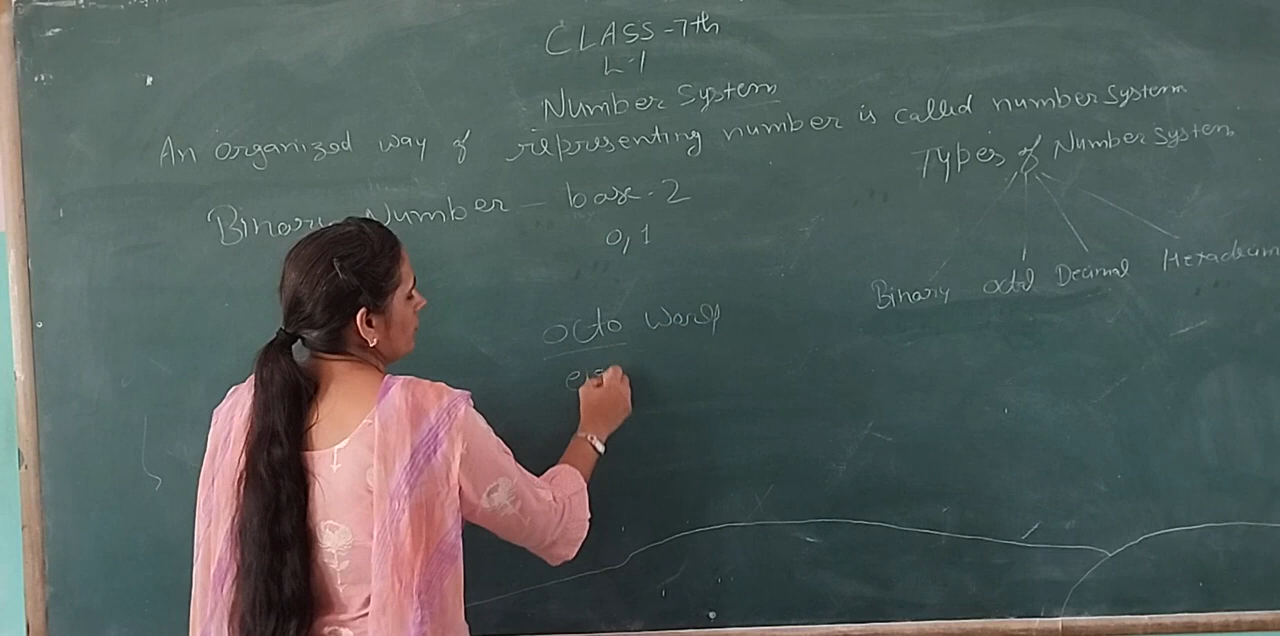 CLASS-7th
L-1
Number System
An organized way of representing number is called number system
Types of Number System
Binary Number - base-2
0,1
Binary octal Decimal Hexadecim
octo word